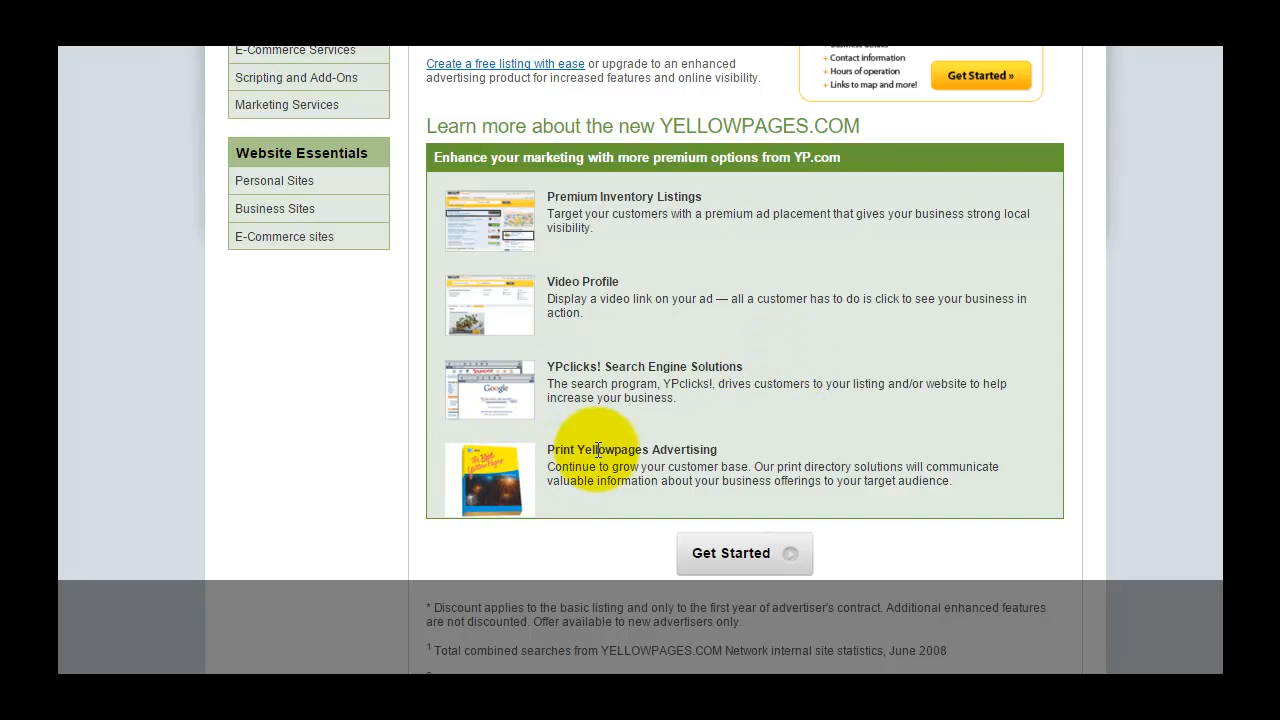 E-Commerce Services
Scripting and Add-Ons
Marketing Services
Website Essentials
Personal Sites
Business Sites
E-Commerce sites
Create a free listing with ease or upgrade to an enhanced
advertising product for increased features and online visibility.
+ Contact information
+ Hours of operation
+ Links to map and more!
Get Started »
Learn more about the new YELLOWPAGES.COM
Enhance your marketing with more premium options from YP.com
Premium Inventory Listings
Target your customers with a premium ad placement that gives your business strong local
visibility.
Video Profile
Display a video link on your ad — all a customer has to do is click to see your business in
action.
YPclicks! Search Engine Solutions
The search program, YPclicks!, drives customers to your listing and/or website to help
increase your business.
Google
Print Yellowpages Advertising
Continue to grow your customer base. Our print directory solutions will communicate
valuable information about your business offerings to your target audience.
Get Started
* Discount applies to the basic listing and only to the first year of advertiser's contract. Additional enhanced features
are not discounted. Offer available to new advertisers only.
1 Total combined searches from YELLOWPAGES.COM Network internal site statistics, June 2008